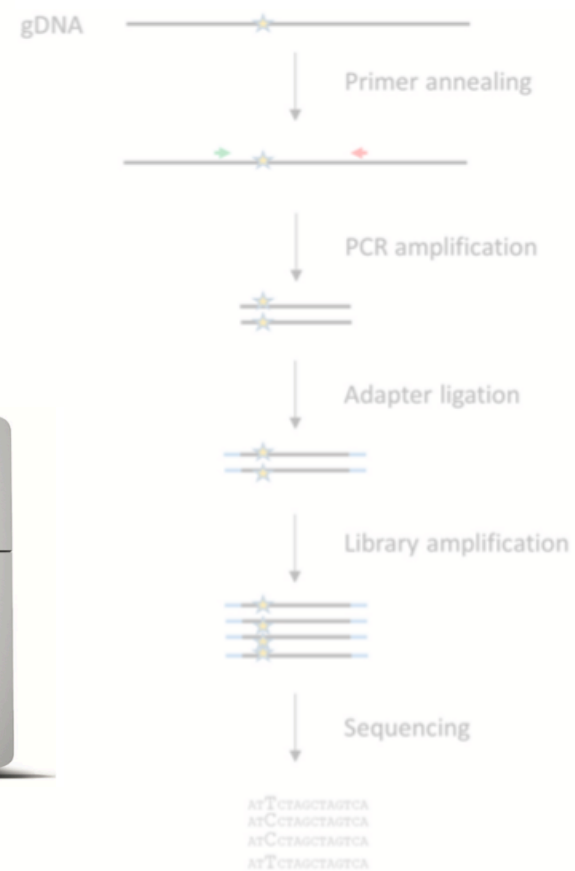 gDNA
Primer annealing
PCR amplification
Adapter ligation
Library amplification
Sequencing
ATTCTAGCTAGTCA
ATCCTAGCTAGTCA
ATCCTAGCTAGTCA
ATTCTAGCTAGTCA